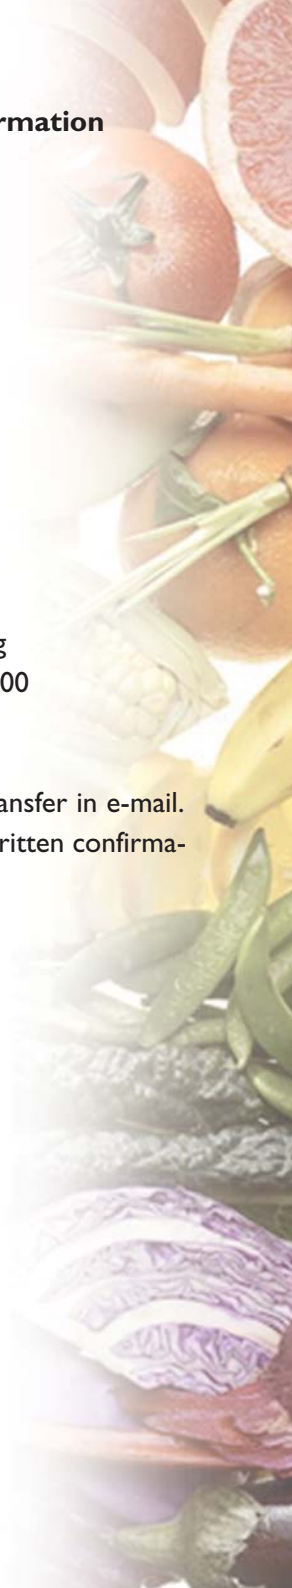 rmation
g
00
ansfer in e-mail.
ritten confirma-